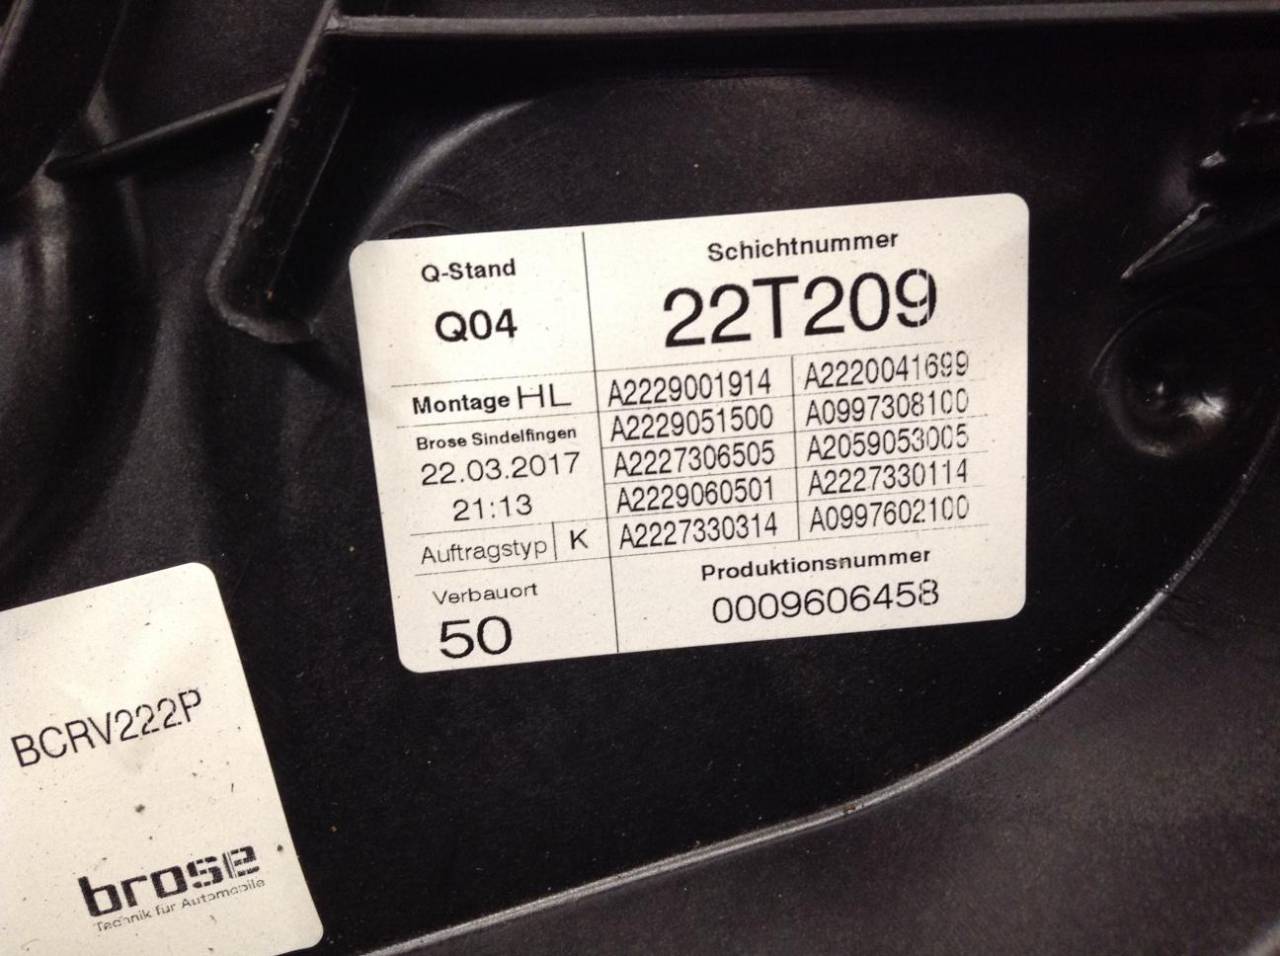 Q-Stand
Q04
Schichtnummer
22T209
Montage HL
Brose Sindelfingen
22.03.2017
21:13
Auftragstyp K
Verbauort
50
A2229001914 A2220041699
A2229051500 A0997308100
A2227306505 A2059053005
A2229060501 A2227330114
A2227330314 A0997602100
Produktionsnummer
0009606458
BCRV222P
brose
Technik für Automobile